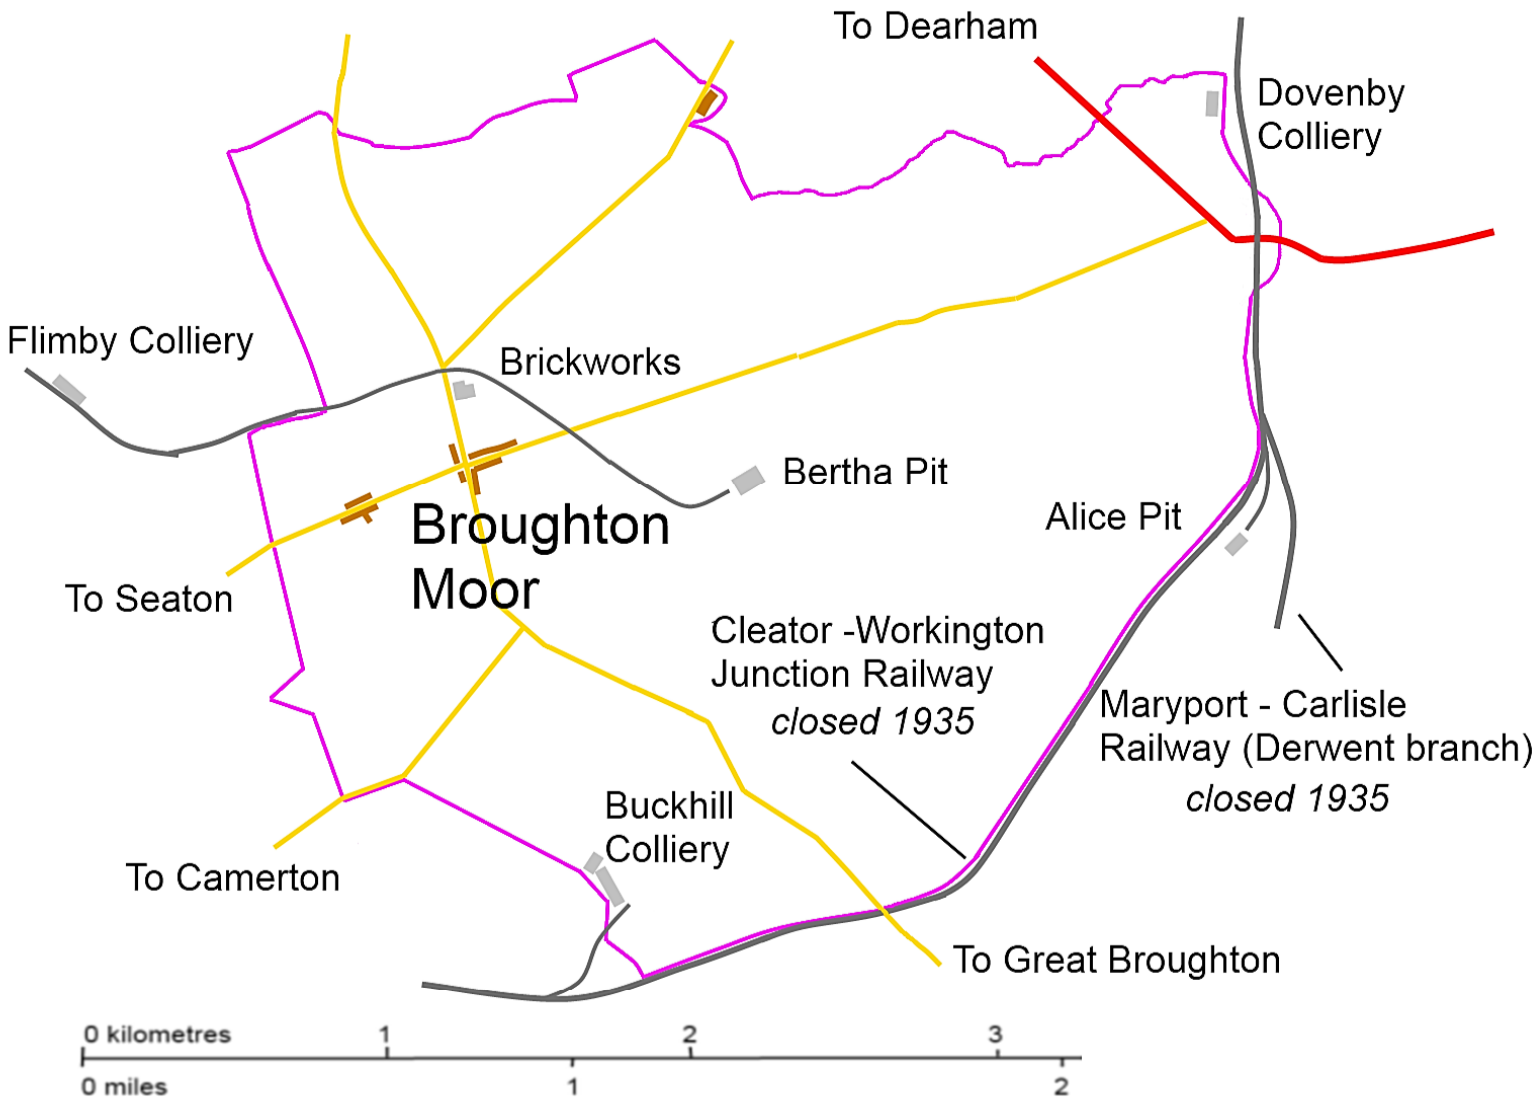 To Dearham
Dovenby
Colliery
Flimby Colliery
Brickworks
Bertha Pit
Alice Pit
Broughton
Moor
To Seaton
Cleator -Workington
Junction Railway
closed 1935
Maryport - Carlisle
Railway (Derwent branch)
closed 1935
Buckhill
Colliery
To Camerton
To Great Broughton
0 kilometres 1 2 3
0 miles 1 2